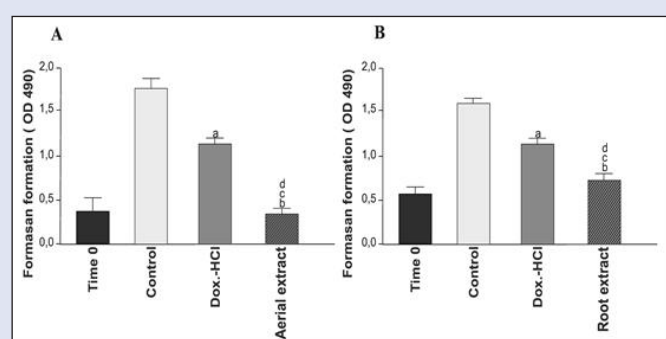 A
Formasan formation ( OD 490)
2,0
1,5
1,0
0,5
0,0
a
d
c
b
Time 0
Control
Dox.-HCl
Aerial extract
B
Formasan formation ( OD 490)
2,0
1,5
1,0
0,5
0,0
a
d
c
b
Time 0
Control
Dox.-HCl
Root extract